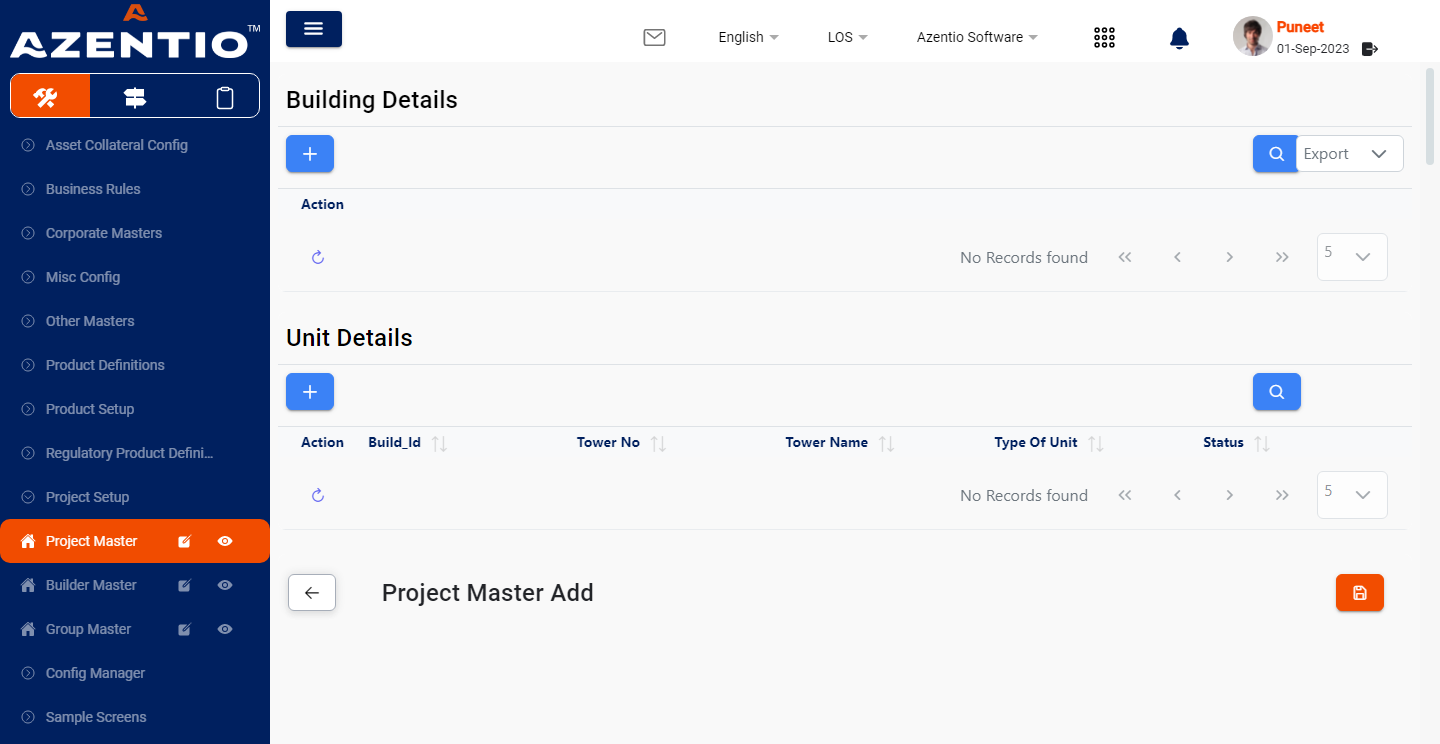 AZENTIO™
Asset Collateral Config
Business Rules
Corporate Masters
Misc Config
Other Masters
Product Definitions
Product Setup
Regulatory Product Defini...
Project Setup
Project Master
Builder Master
Group Master
Config Manager
Sample Screens
English
LOS
Azentio Software
Puneet
01-Sep-2023
Building Details
Export
Action
No Records found
5
Unit Details
Action Build_Id Tower No Tower Name Type Of Unit Status
No Records found
5
Project Master Add